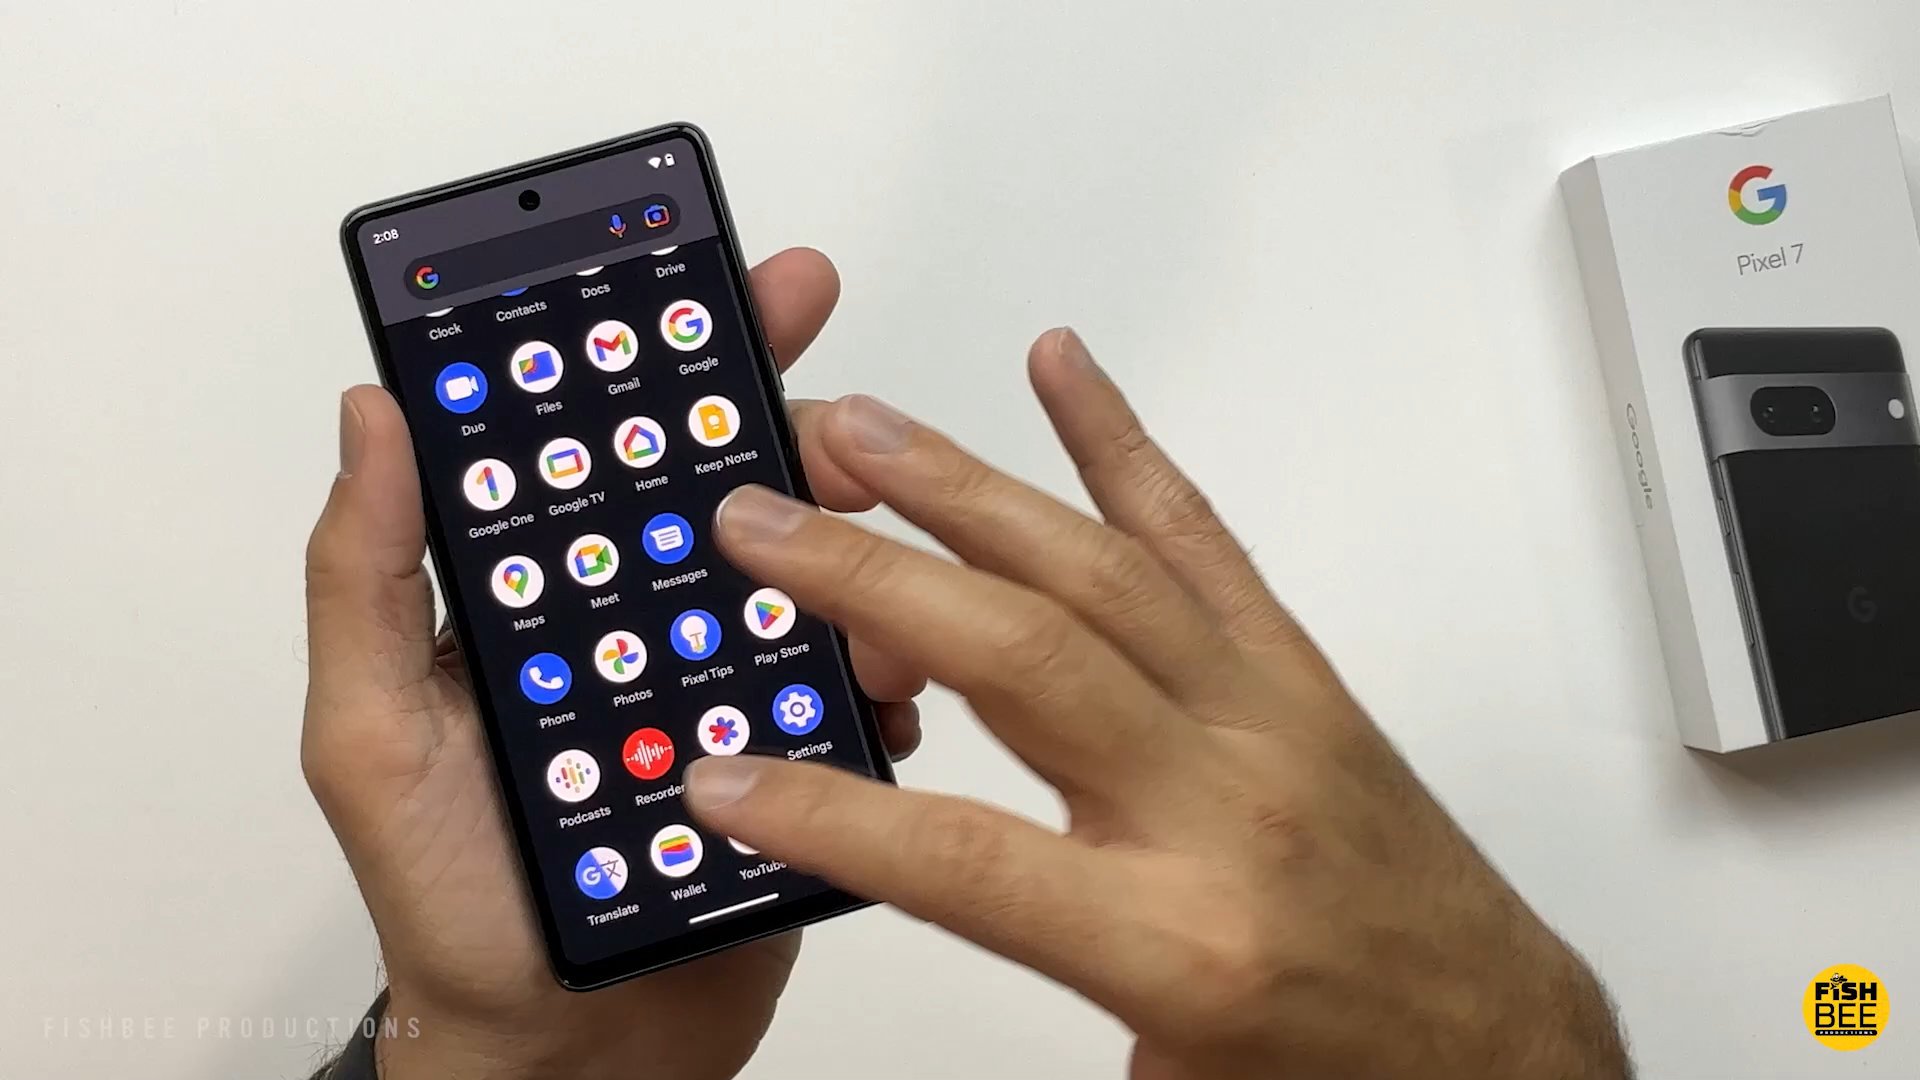 2:08
Clock
Contacts
Docs
Drive
Duo
Files
Gmail
Google
Google One
Google TV
Home
Keep Notes
Maps
Meet
Messages
Phone
Photos
Pixel Tips
Play Store
Podcasts
Recorder
Settings
Translate
Wallet
YouTube
G
Pixel 7
Google
FISHBEE PRODUCTIONS
FISH
BEE
PRODUCTIONS